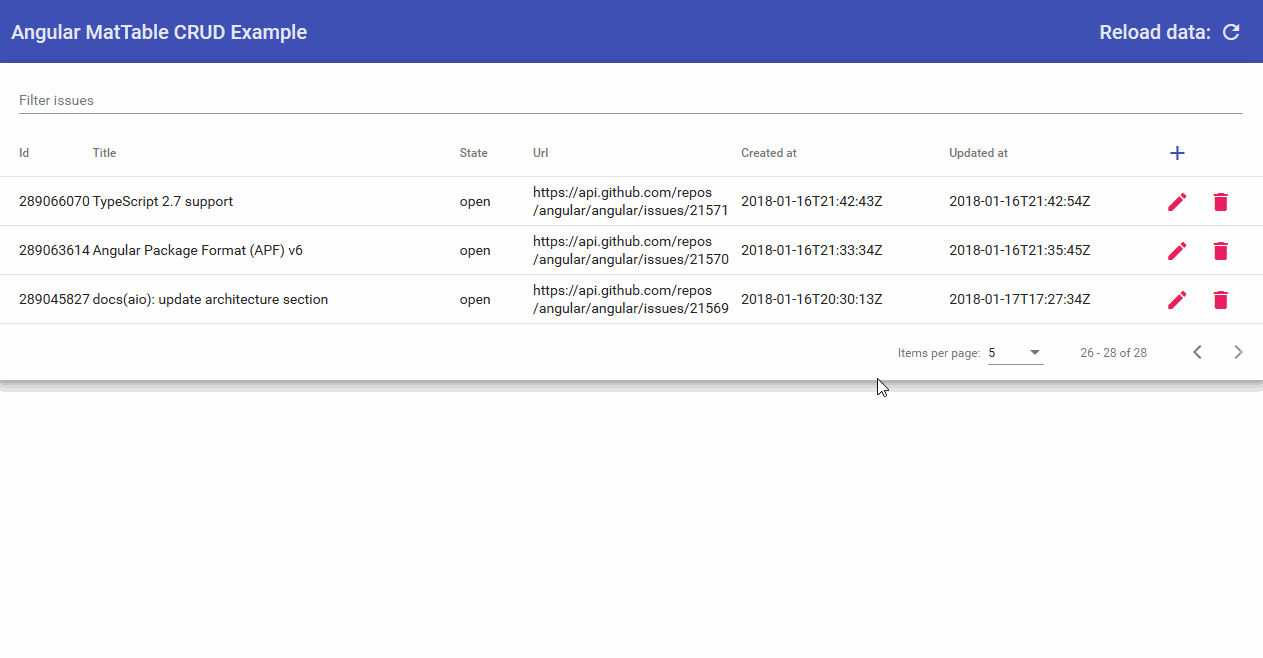 Angular MatTable CRUD Example Reload data:
Filter issues
Id Title State Url Created at Updated at
289066070 TypeScript 2.7 support open https://api.github.com/repos
/angular/angular/issues/21571 2018-01-16T21:42:43Z 2018-01-16T21:42:54Z
289063614 Angular Package Format (APF) v6 open https://api.github.com/repos
/angular/angular/issues/21570 2018-01-16T21:33:34Z 2018-01-16T21:35:45Z
289045827 docs(aio): update architecture section open https://api.github.com/repos
/angular/angular/issues/21569 2018-01-16T20:30:13Z 2018-01-17T17:27:34Z
Items per page: 5 26 - 28 of 28